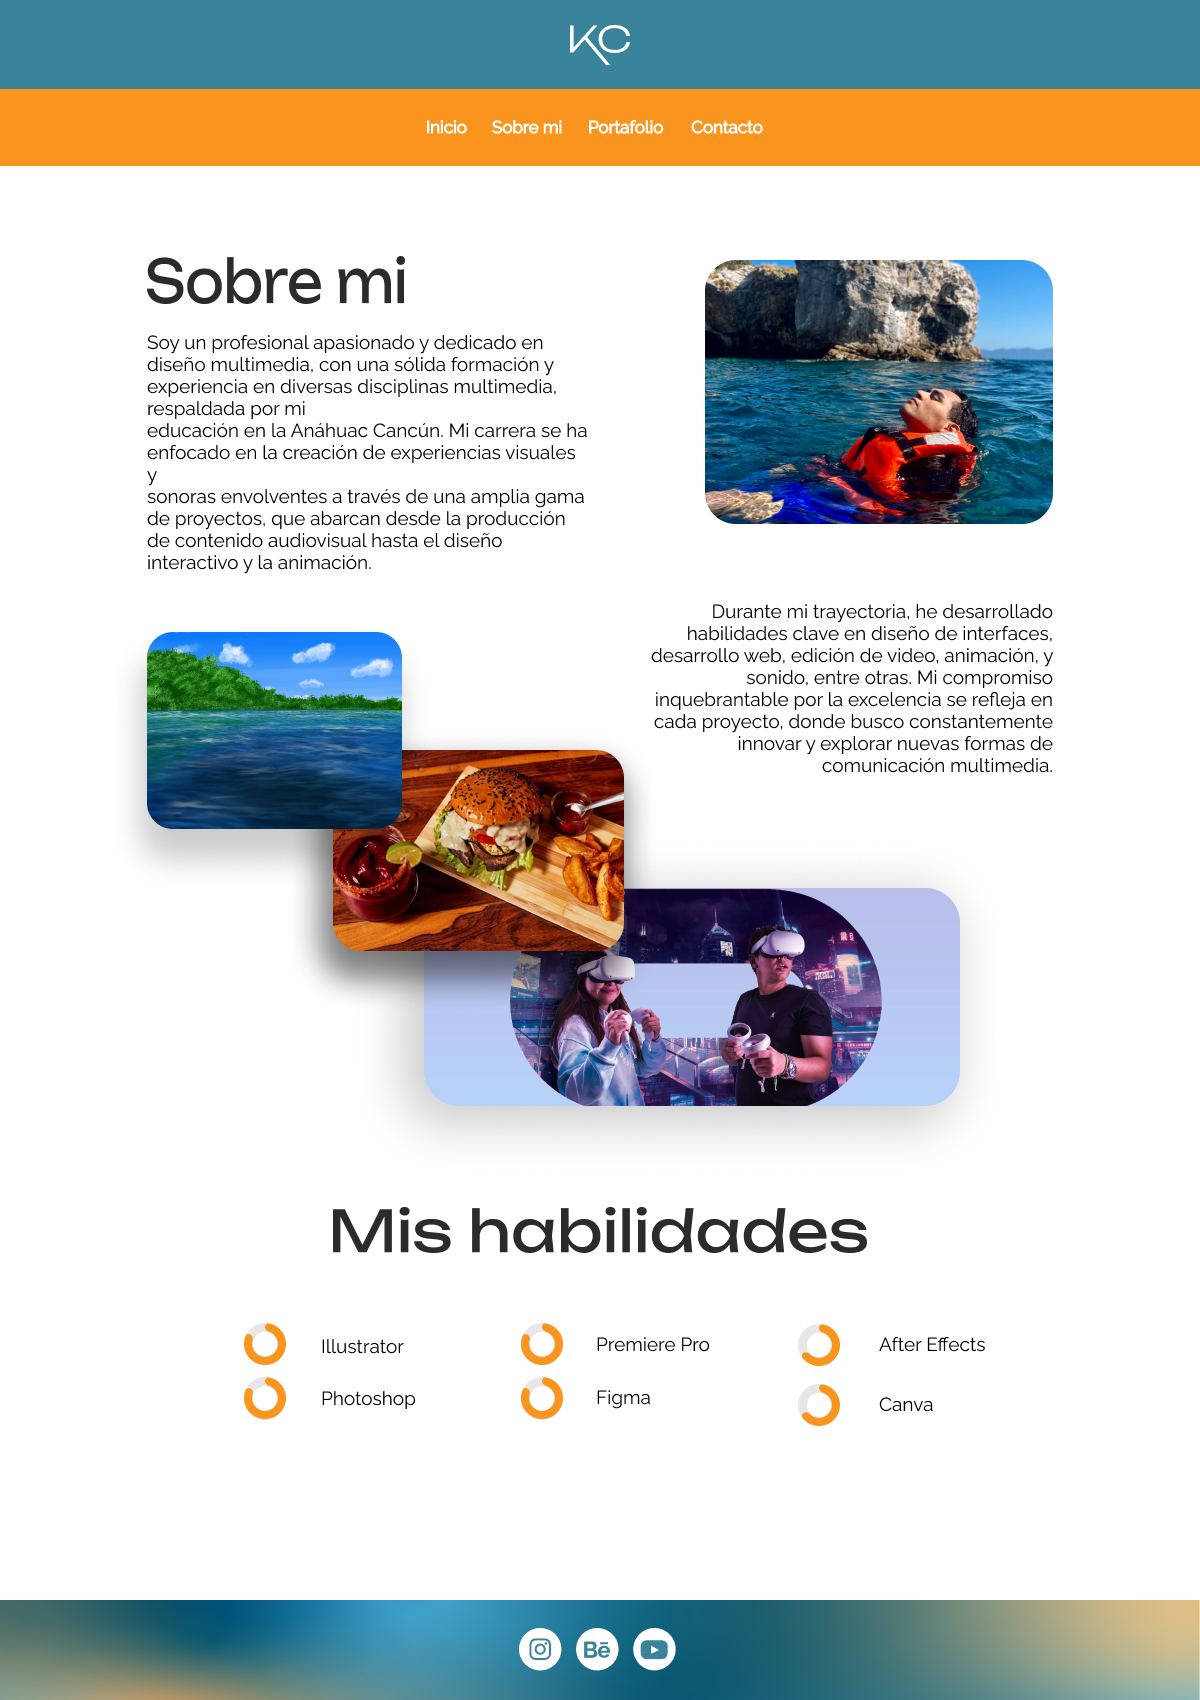 KC
Inicio Sobre mi Portafolio Contacto
Sobre mi
Soy un profesional apasionado y dedicado en
diseño multimedia, con una sólida formación y
experiencia en diversas disciplinas multimedia,
respaldada por mi
educación en la Anáhuac Cancún. Mi carrera se ha
enfocado en la creación de experiencias visuales
y
sonoras envolventes a través de una amplia gama
de proyectos, que abarcan desde la producción
de contenido audiovisual hasta el diseño
interactivo y la animación.
Durante mi trayectoria, he desarrollado
habilidades clave en diseño de interfaces,
desarrollo web, edición de video, animación, y
sonido, entre otras. Mi compromiso
inquebrantable por la excelencia se refleja en
cada proyecto, donde busco constantemente
innovar y explorar nuevas formas de
comunicación multimedia.
Mis habilidades
Illustrator
Photoshop
Premiere Pro
Figma
After Effects
Canva
Bē